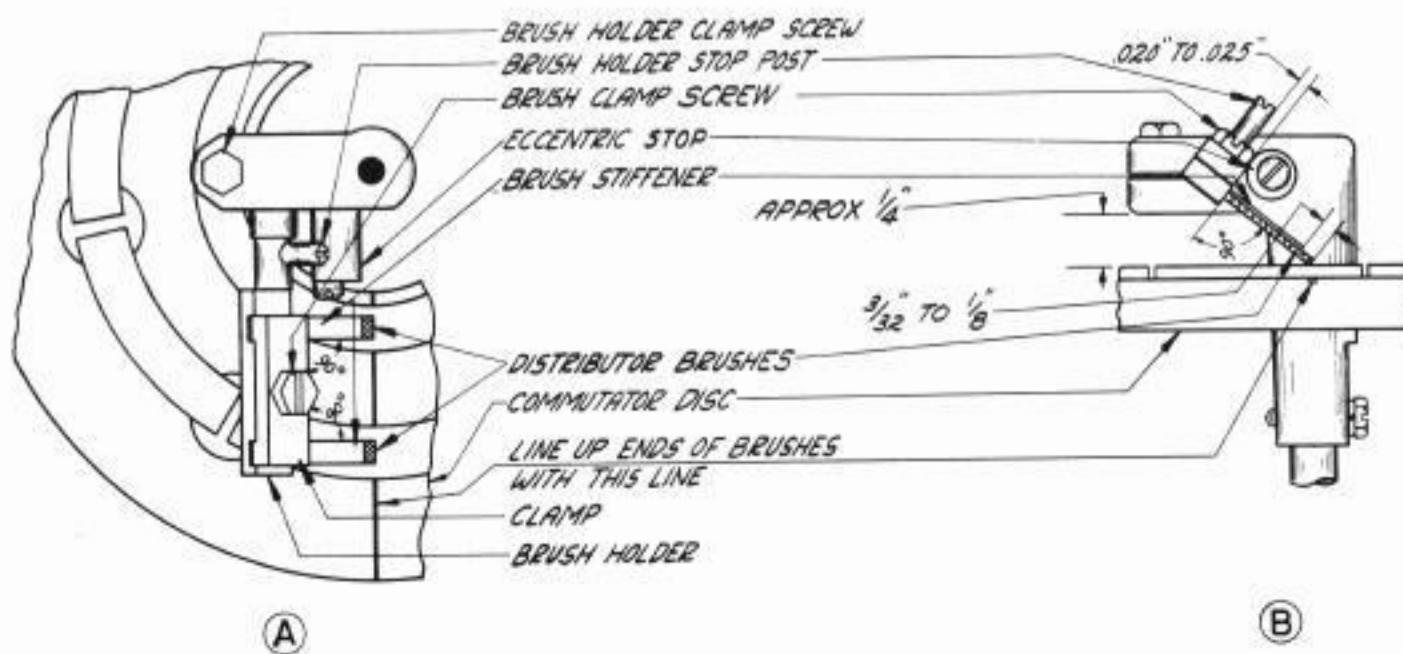 BRUSH HOLDER CLAMP SCREW
BRUSH HOLDER STOP POST
BRUSH CLAMP SCREW
ECCENTRIC STOP
BRUSH STIFFENER
.020" TO .025"
APPROX 1/4"
3/32" TO 1/8"
90°
90°
DISTRIBUTOR BRUSHES
COMMUTATOR DISC
LINE UP ENDS OF BRUSHES
WITH THIS LINE
CLAMP
BRUSH HOLDER
A
B